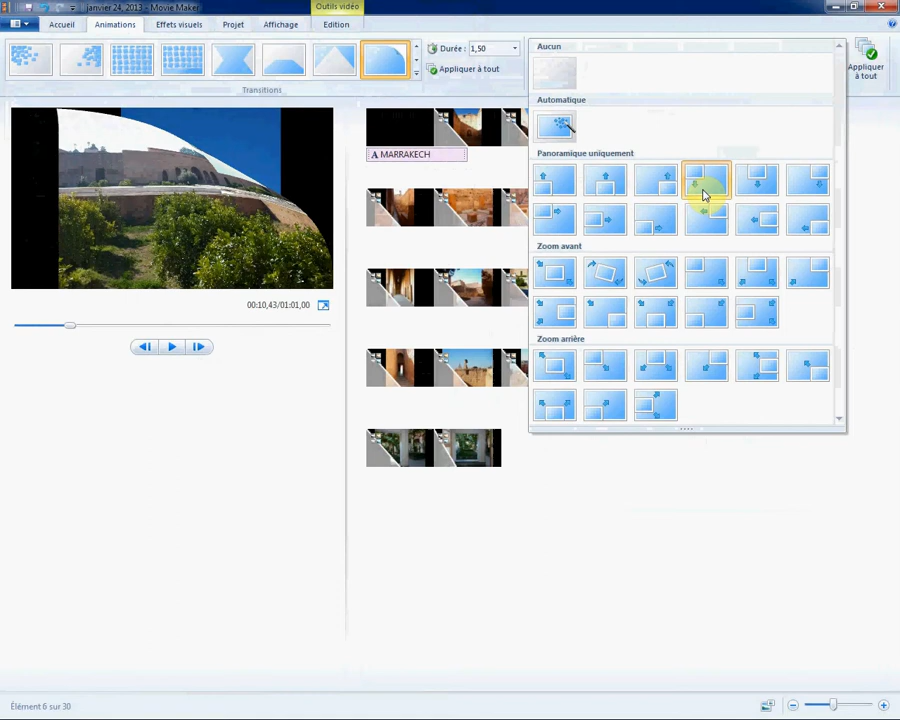 janvier 24, 2013 - Movie Maker
Outils vidéo
Accueil
Animations
Effets visuels
Projet
Affichage
Edition
Durée : 1,50
Appliquer à tout
Transitions
Appliquer
à tout
Aucun
Automatique
Panoramique uniquement
Zoom avant
Zoom arrière
A MARRAKECH
00:10,43/01:01,00
Élément 6 sur 30